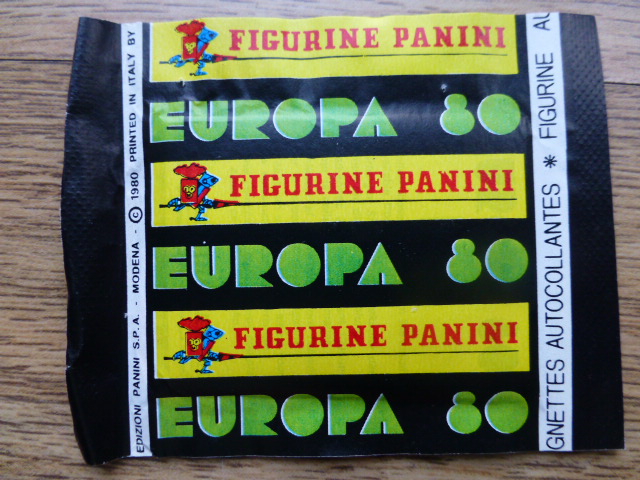 FIGURINE PANINI
EUROPA 80
FIGURINE PANINI
EUROPA 80
FIGURINE PANINI
EUROPA 80
EDIZIONI PANINI S.P.A. - MODENA - © 1980 PRINTED IN ITALY BY
GNETTES AUTOCOLLANTES * FIGURINE AU